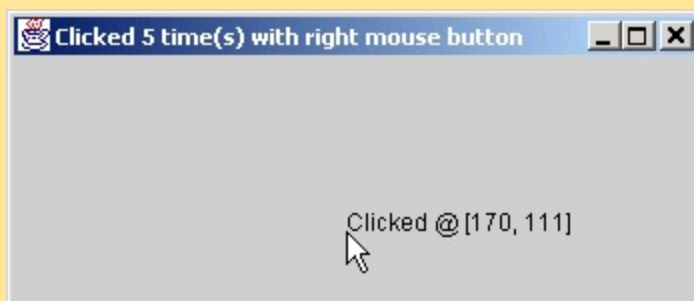 Clicked 5 time(s) with right mouse button
Clicked @ [170, 111]